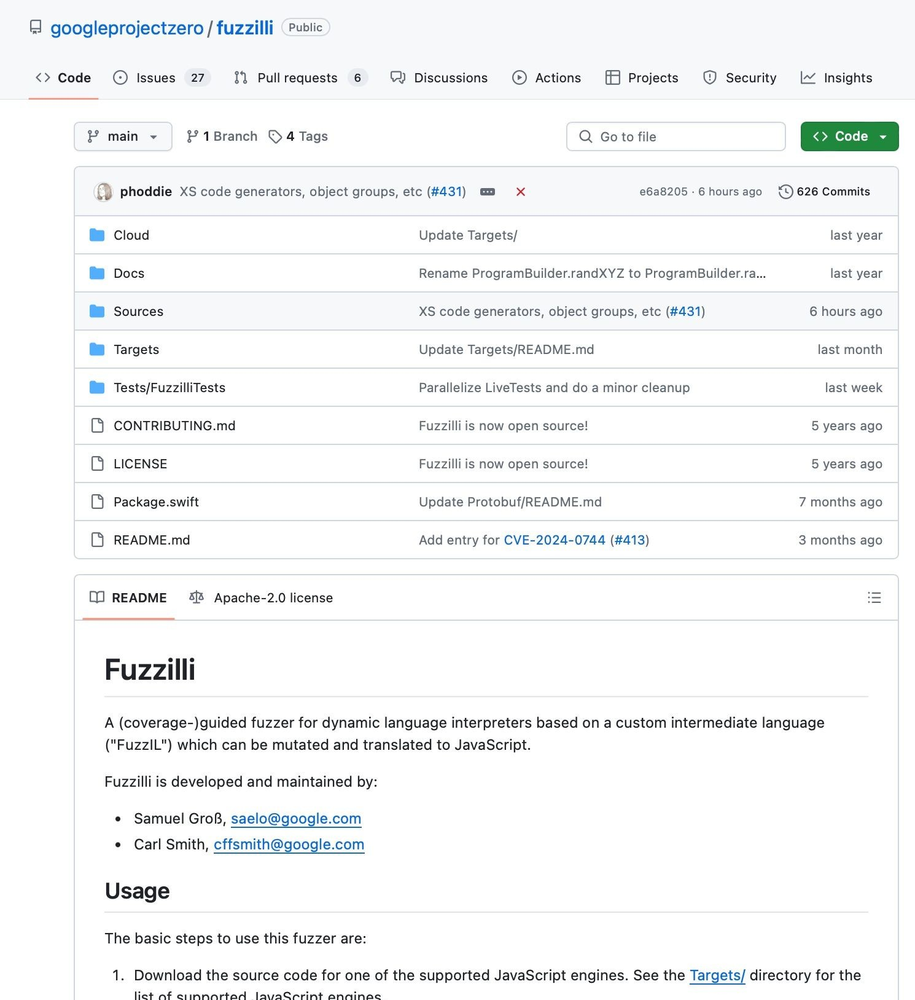 googleprojectzero / fuzzilli Public
Code Issues 27 Pull requests 6 Discussions Actions Projects Security Insights
main 1 Branch 4 Tags Go to file Code
phoddie XS code generators, object groups, etc (#431) e6a8205 · 6 hours ago 626 Commits
Cloud Update Targets/ last year
Docs Rename ProgramBuilder.randXYZ to ProgramBuilder.ra... last year
Sources XS code generators, object groups, etc (#431) 6 hours ago
Targets Update Targets/README.md last month
Tests/FuzzilliTests Parallelize LiveTests and do a minor cleanup last week
CONTRIBUTING.md Fuzzilli is now open source! 5 years ago
LICENSE Fuzzilli is now open source! 5 years ago
Package.swift Update Protobuf/README.md 7 months ago
README.md Add entry for CVE-2024-0744 (#413) 3 months ago
README Apache-2.0 license
Fuzzilli
A (coverage-)guided fuzzer for dynamic language interpreters based on a custom intermediate language
("FuzzIL") which can be mutated and translated to JavaScript.
Fuzzilli is developed and maintained by:
• Samuel Groß, saelo@google.com
• Carl Smith, cffsmith@google.com
Usage
The basic steps to use this fuzzer are:
1. Download the source code for one of the supported JavaScript engines. See the Targets/ directory for the
list of supported JavaScript engines.